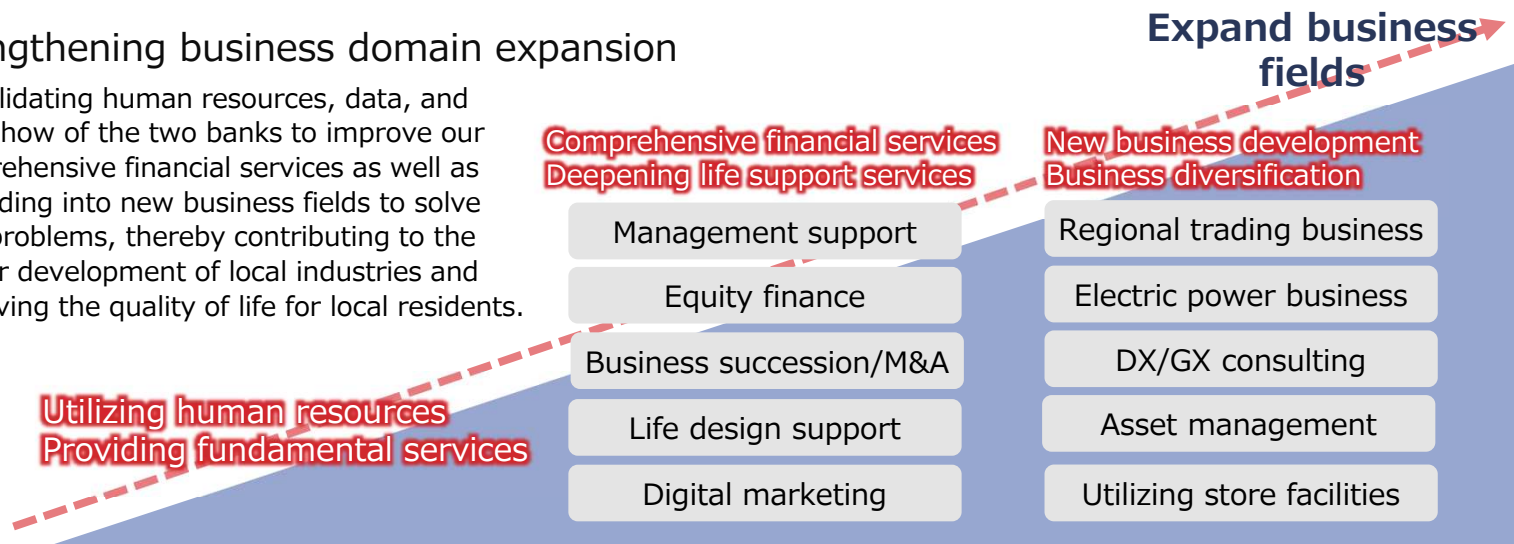 ngthening business domain expansion
lidating human resources, data, and
how of the two banks to improve our
rehensive financial services as well as
ding into new business fields to solve
problems, thereby contributing to the
r development of local industries and
ving the quality of life for local residents.
Utilizing human resources
Providing fundamental services
Comprehensive financial services
Deepening life support services
Management support
Equity finance
Business succession/M&A
Life design support
Digital marketing
Expand business
fields
New business development
Business diversification
Regional trading business
Electric power business
DX/GX consulting
Asset management
Utilizing store facilities